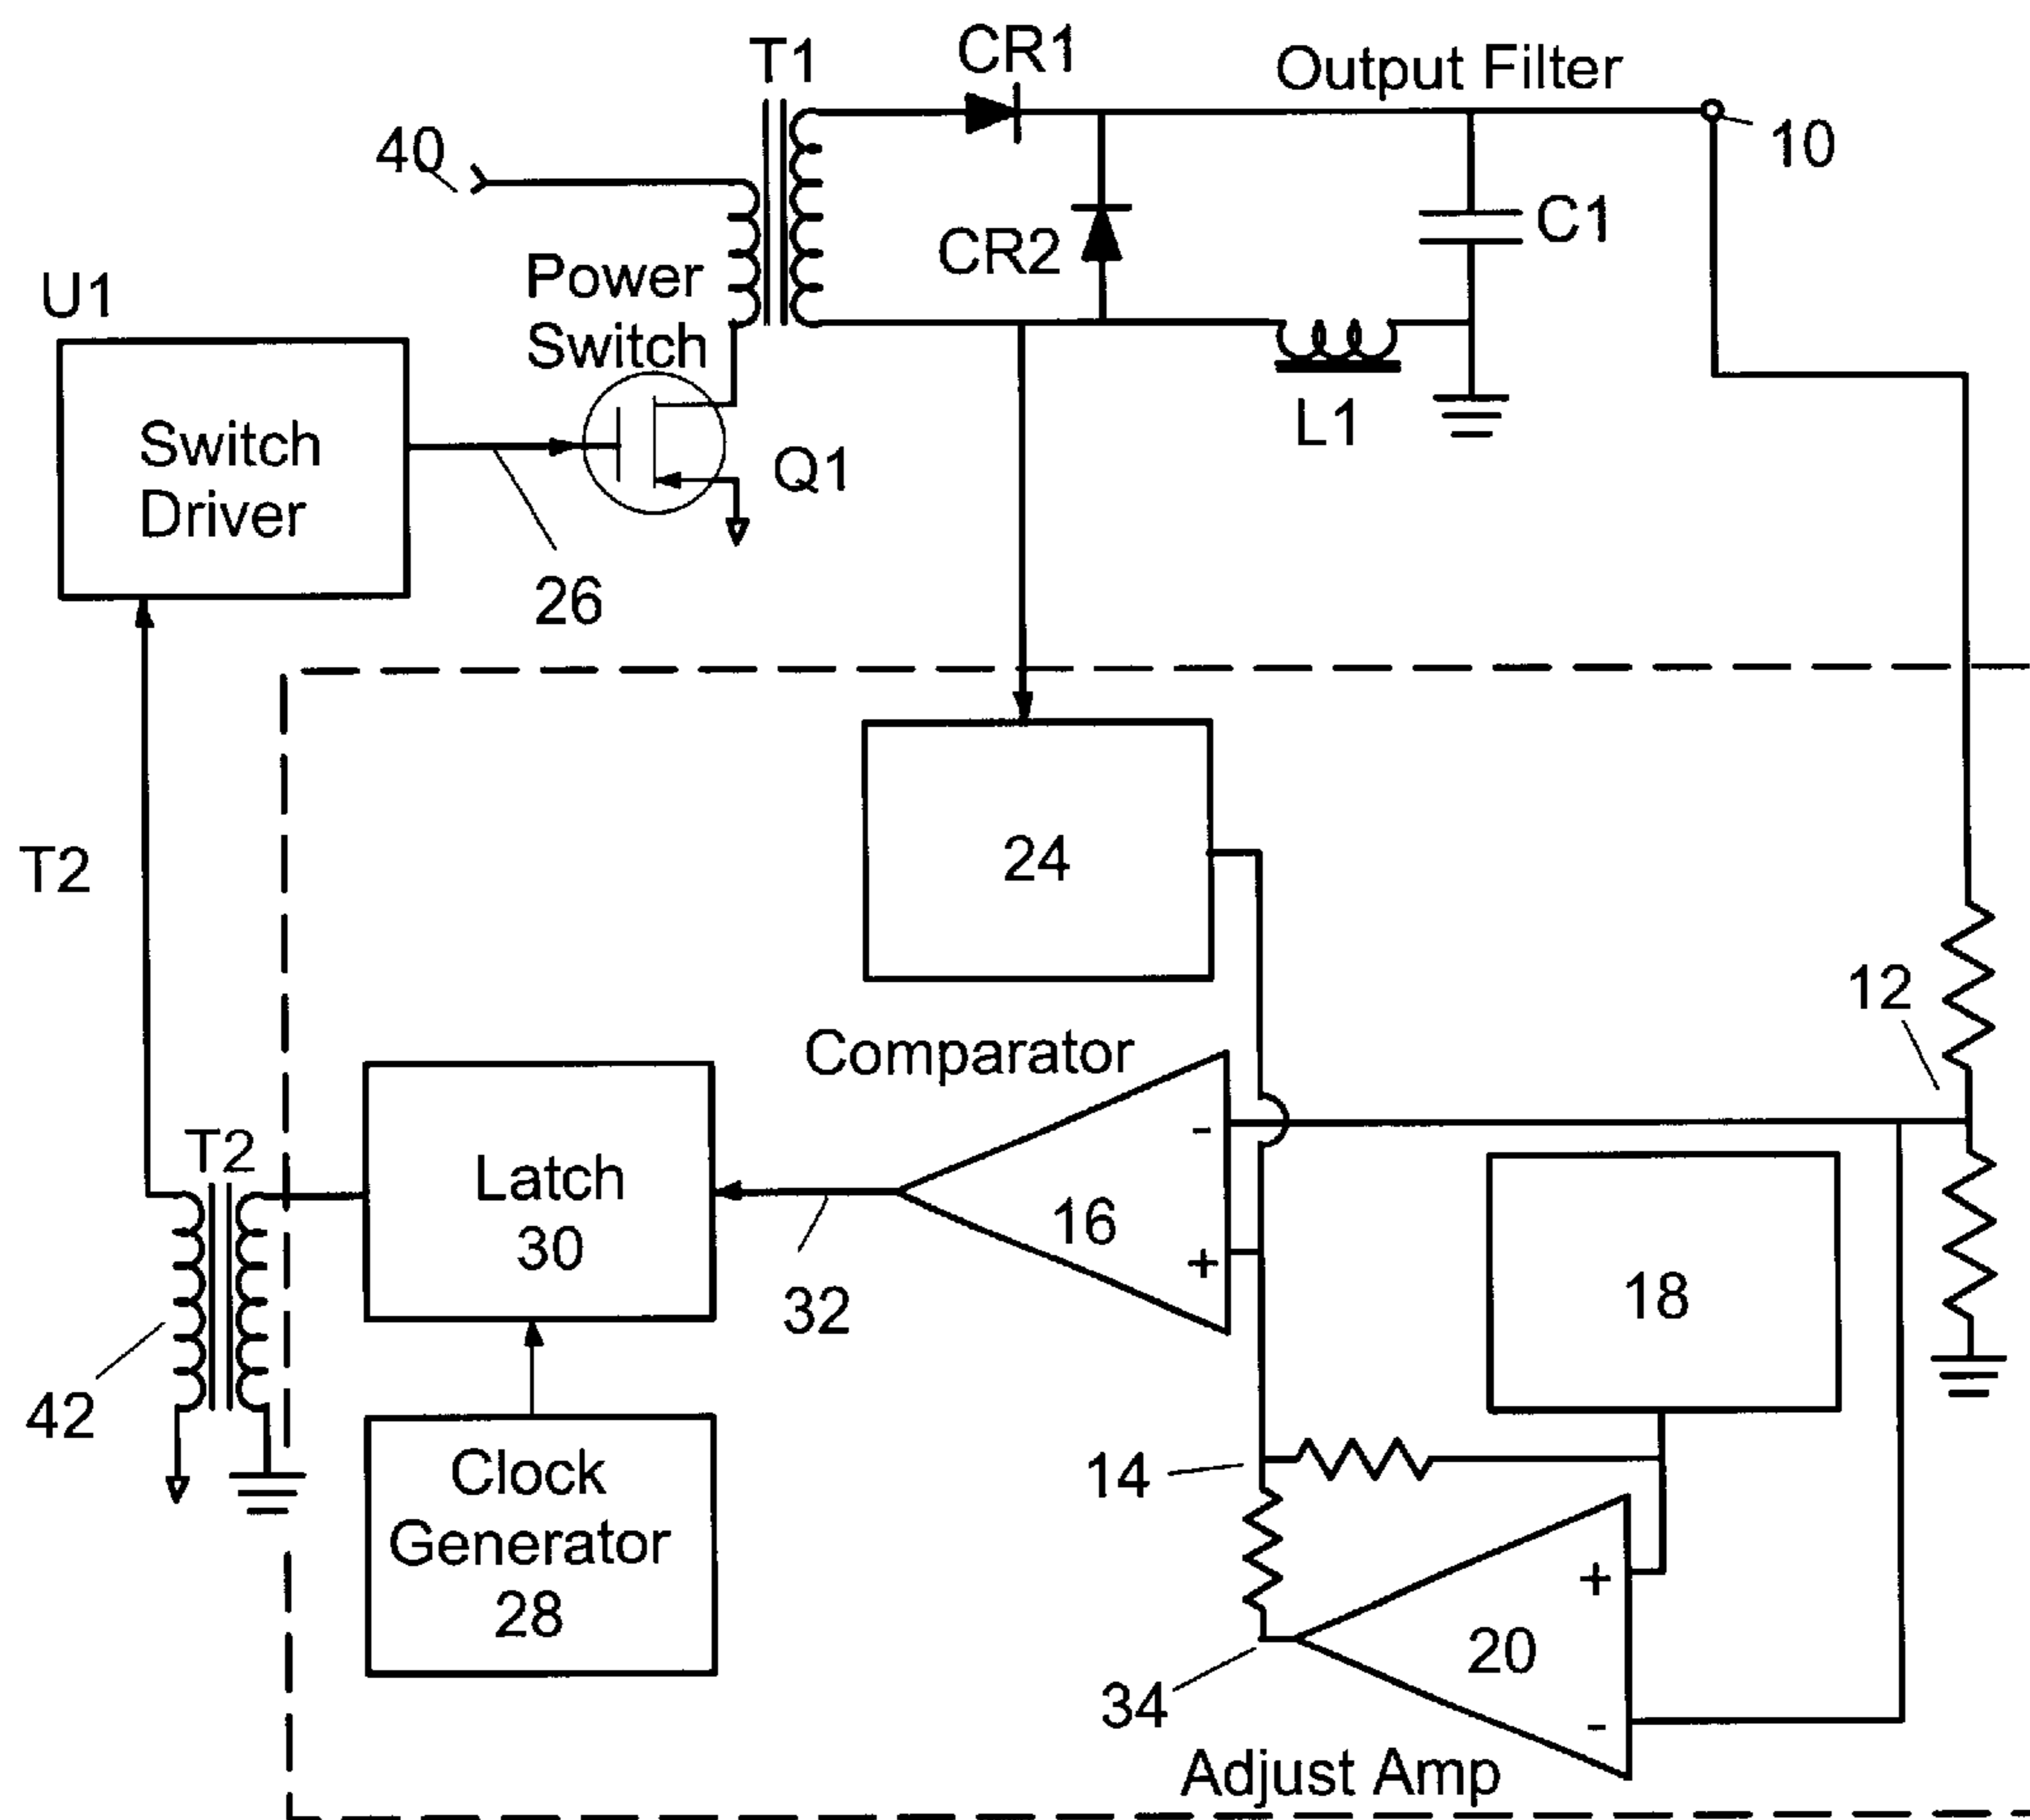 T1
CR1
Output Filter
40
10
CR2
C1
Power
Switch
U1
Switch
Driver
Q1
L1
26
T2
24
12
Comparator
-
T2
Latch
30
16
+
32
18
42
14
Clock
Generator
28
+
20
34
-
Adjust Amp